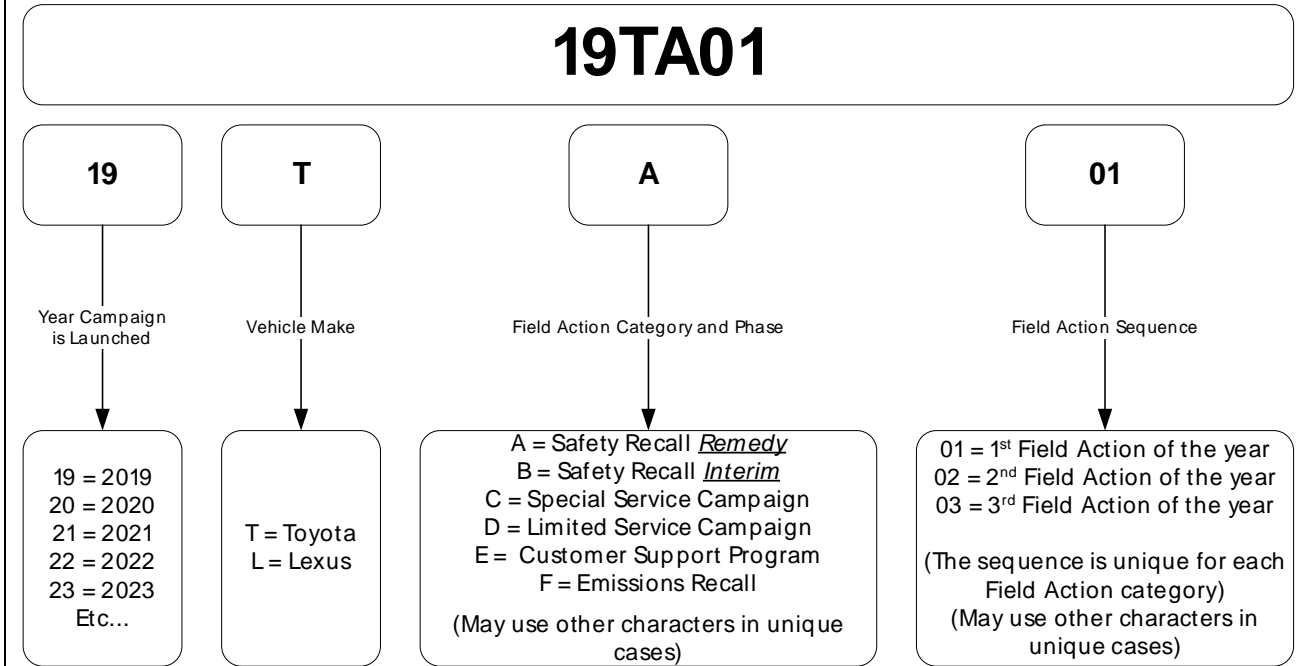 19TA01
19
T
A
01
Year Campaign
is Launched
Vehicle Make
Field Action Category and Phase
Field Action Sequence
19 = 2019
20 = 2020
21 = 2021
22 = 2022
23 = 2023
Etc...
T = Toyota
L = Lexus
A = Safety Recall Remedy
B = Safety Recall Interim
C = Special Service Campaign
D = Limited Service Campaign
E = Customer Support Program
F = Emissions Recall
(May use other characters in unique
cases)
01 = 1st Field Action of the year
02 = 2nd Field Action of the year
03 = 3rd Field Action of the year
(The sequence is unique for each
Field Action category)
(May use other characters in
unique cases)